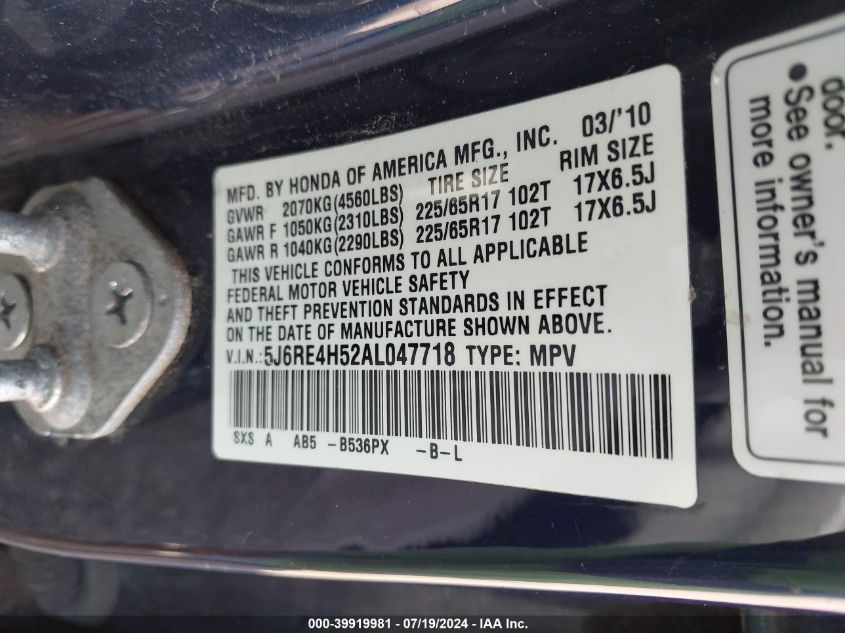 MFD. BY HONDA OF AMERICA MFG., INC. 03/'10
TIRE SIZE RIM SIZE
GVWR 2070KG(4560LBS)
GAWR F 1050KG(2310LBS) 225/65R17 102T 17X6.5J
GAWR R 1040KG(2290LBS) 225/65R17 102T 17X6.5J
THIS VEHICLE CONFORMS TO ALL APPLICABLE
FEDERAL MOTOR VEHICLE SAFETY
AND THEFT PREVENTION STANDARDS IN EFFECT
ON THE DATE OF MANUFACTURE SHOWN ABOVE.
V.I.N.:5J6RE4H52AL047718 TYPE: MPV
SXS A AB5 -B536PX -B-L
door.
●See owner's manual for
more information.
000-39919981 - 07/19/2024 - IAA Inc.